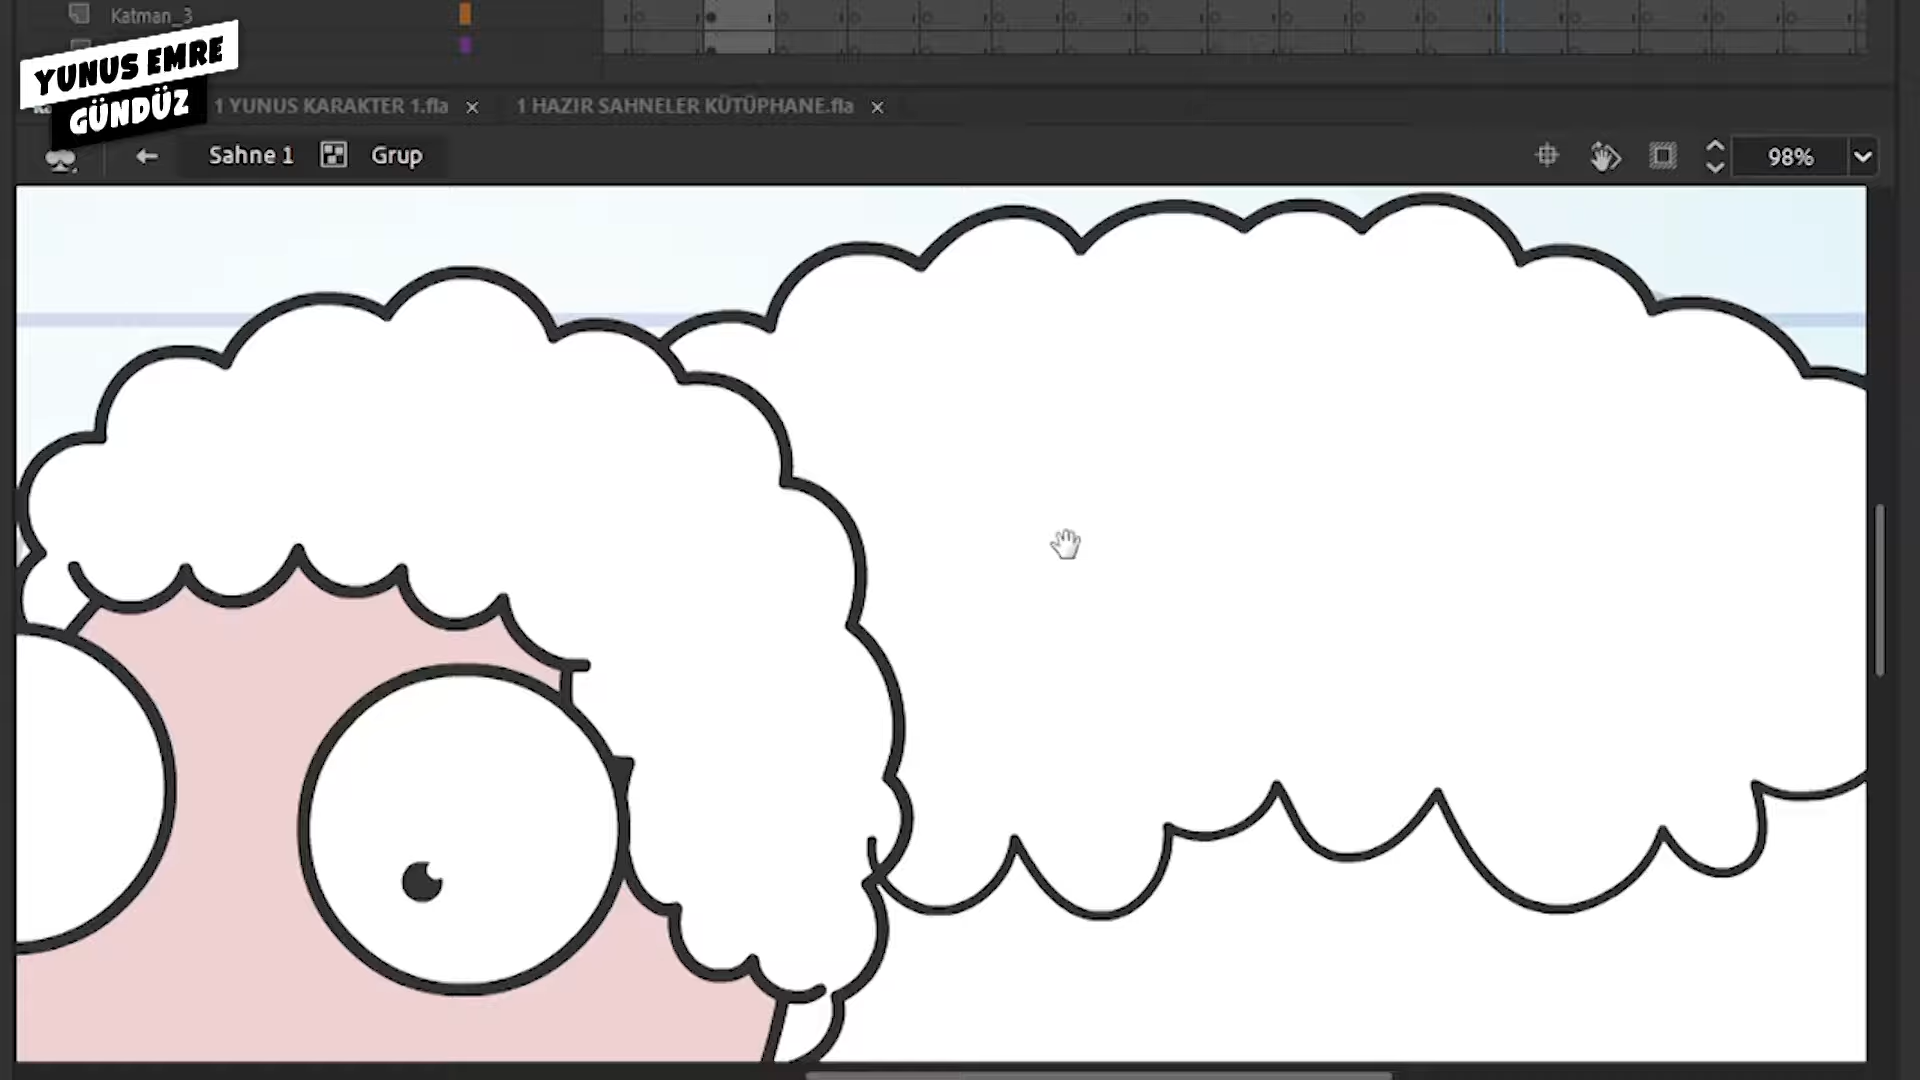 Katman_3
YUNUS EMRE
GÜNDÜZ
1 YUNUS KARAKTER 1.fla
1 HAZIR SAHNELER KÜTÜPHANE.fla
Sahne 1
Grup
98%